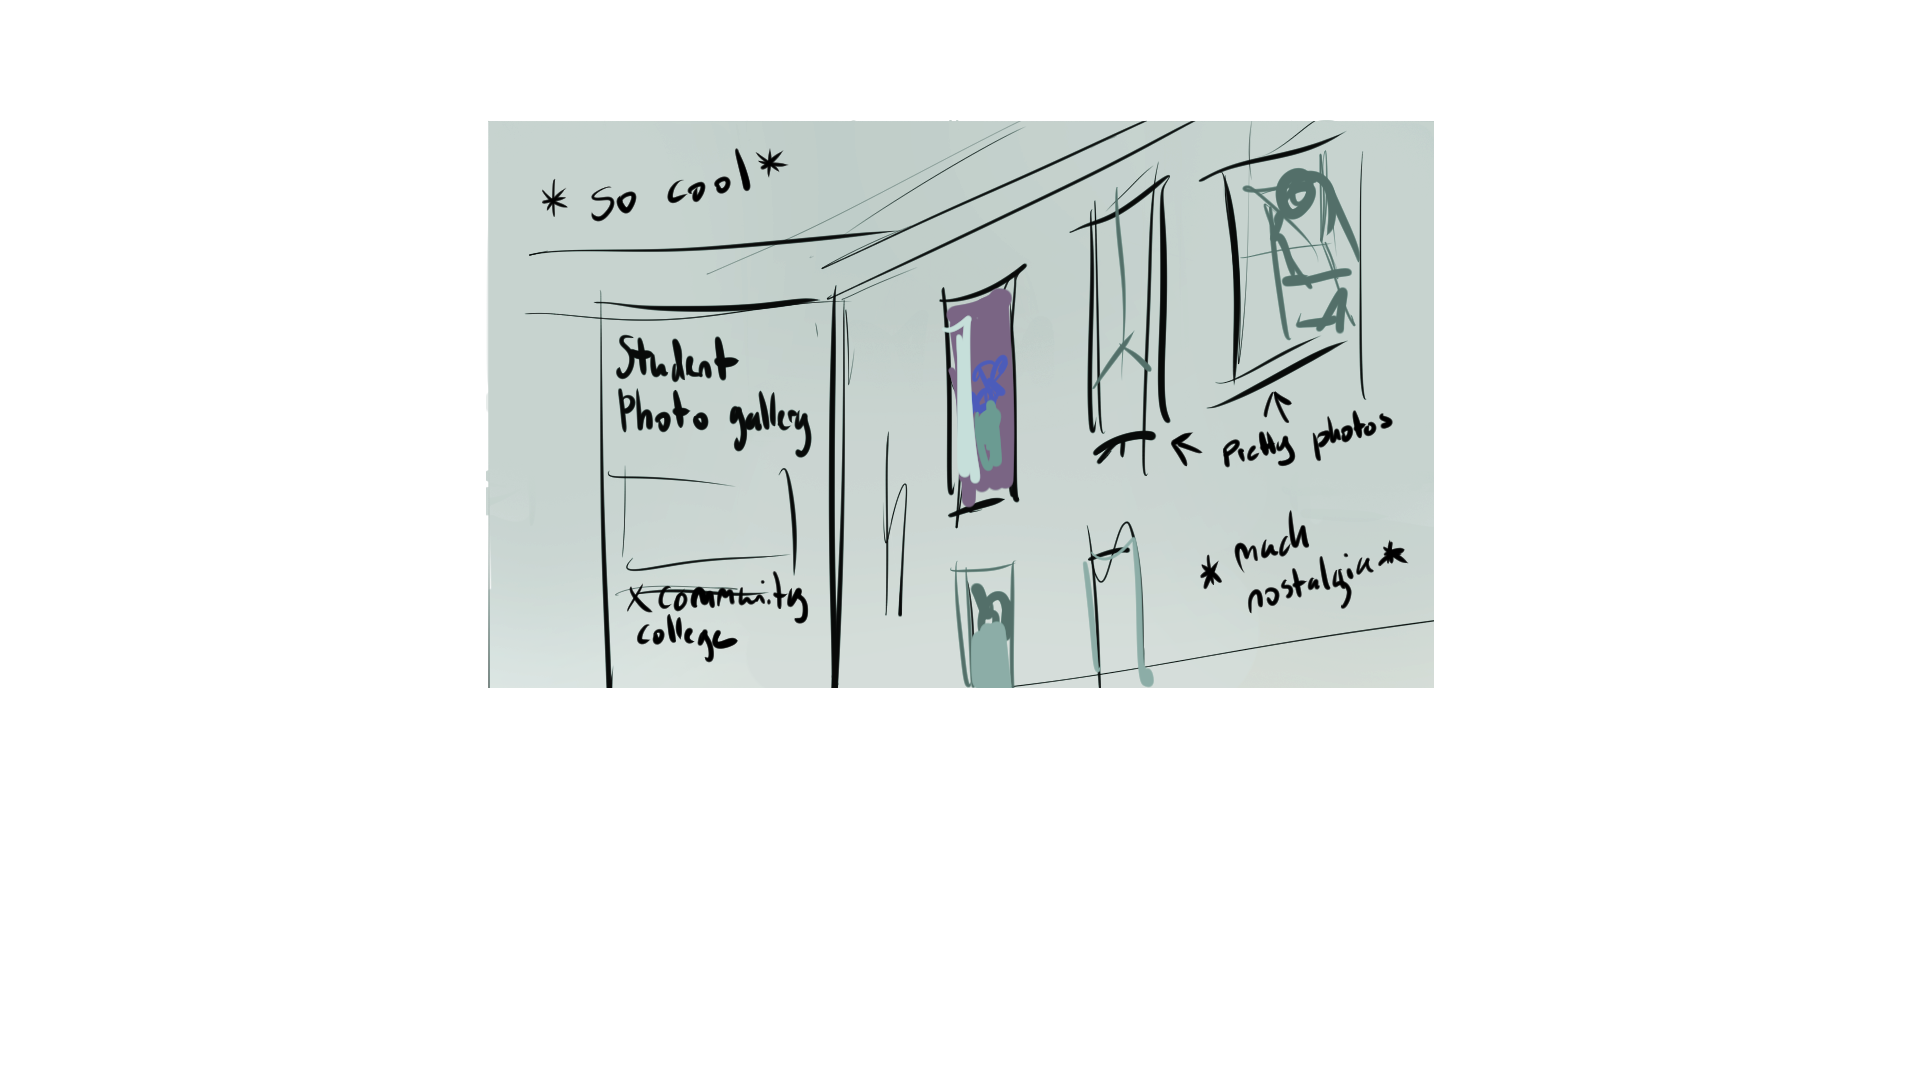 * so cool *
Student
Photo gallery
x community
college
pretty photos
* much
nostalgia *